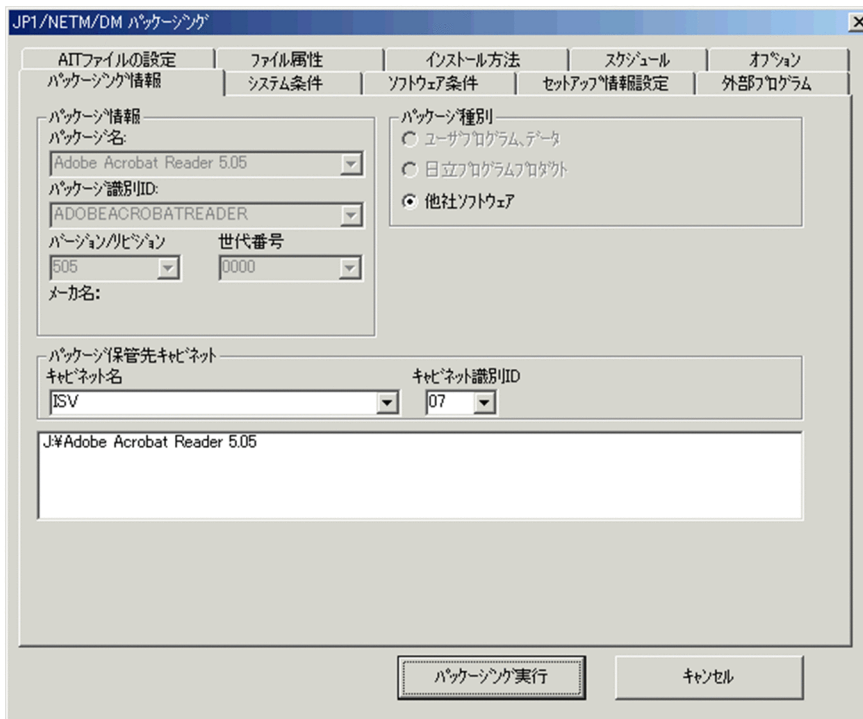 JP1/NETM/DM パッケージング
AITファイルの設定 ファイル属性 インストール方法 スケジュール オプション
パッケージング情報 システム条件 ソフトウェア条件 セットアップ情報設定 外部プログラム
パッケージ情報
パッケージ名:
Adobe Acrobat Reader 5.05
パッケージ識別ID:
ADOBEACROBATREADER
バージョン/リビジョン 世代番号
505 0000
メーカ名:
パッケージ種別
ユーザプログラム、データ
日立プログラムプロダクト
他社ソフトウェア
パッケージ保管先キャビネット
キャビネット名 キャビネット識別ID
ISV 07
J:¥Adobe Acrobat Reader 5.05
パッケージング実行 キャンセル